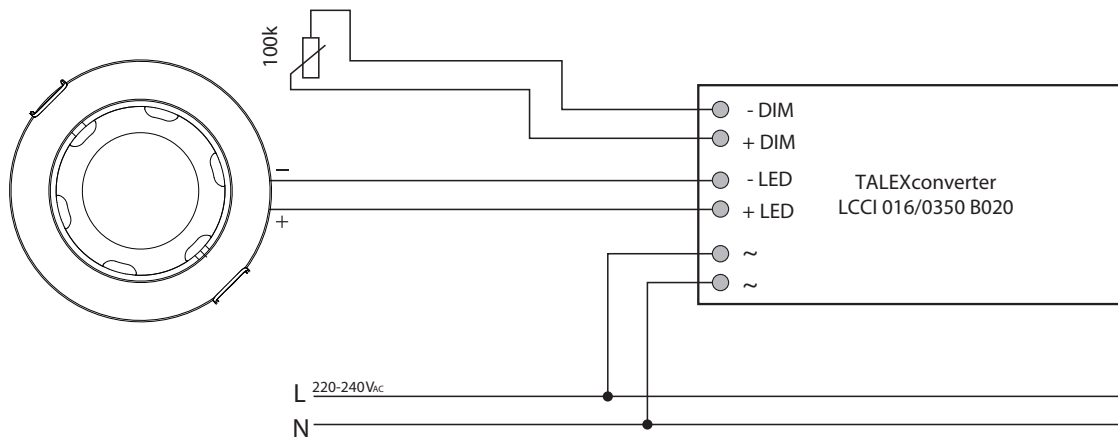 100k
- DIM
+ DIM
−
- LED
+
+ LED
TALEXconverter
LCCI 016/0350 B020
~
~
L 220-240VAC
N